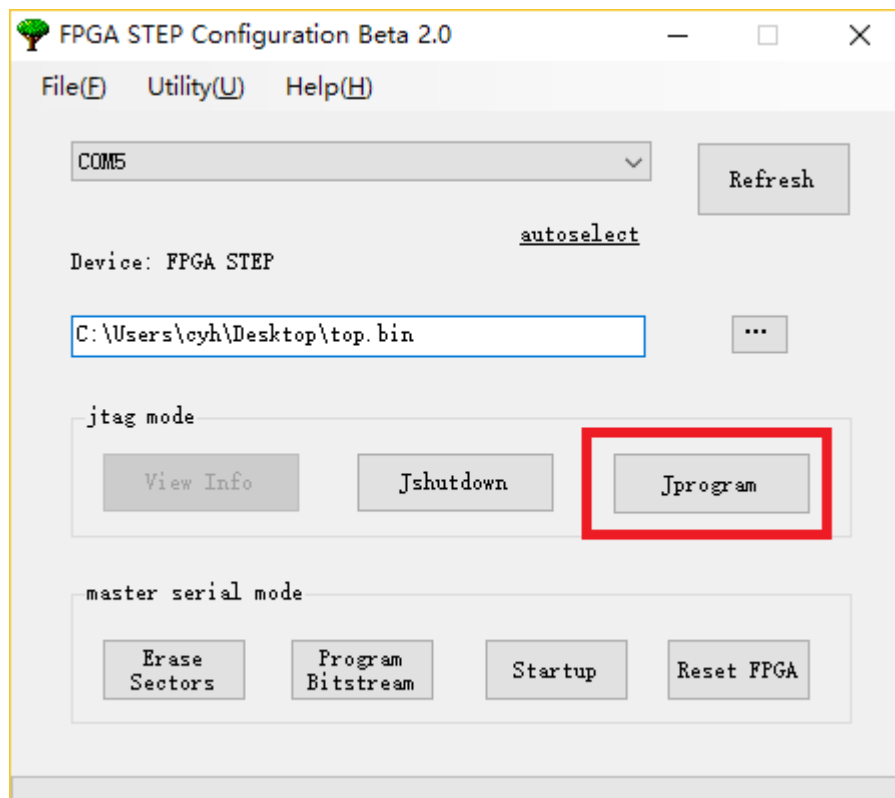 FPGA STEP Configuration Beta 2.0
File(F) Utility(U) Help(H)
COM5
Refresh
autoselect
Device: FPGA STEP
C:\Users\cyh\Desktop\top.bin
...
jtag mode
View Info
Jshutdown
Jprogram
master serial mode
Erase
Sectors
Program
Bitstream
Startup
Reset FPGA